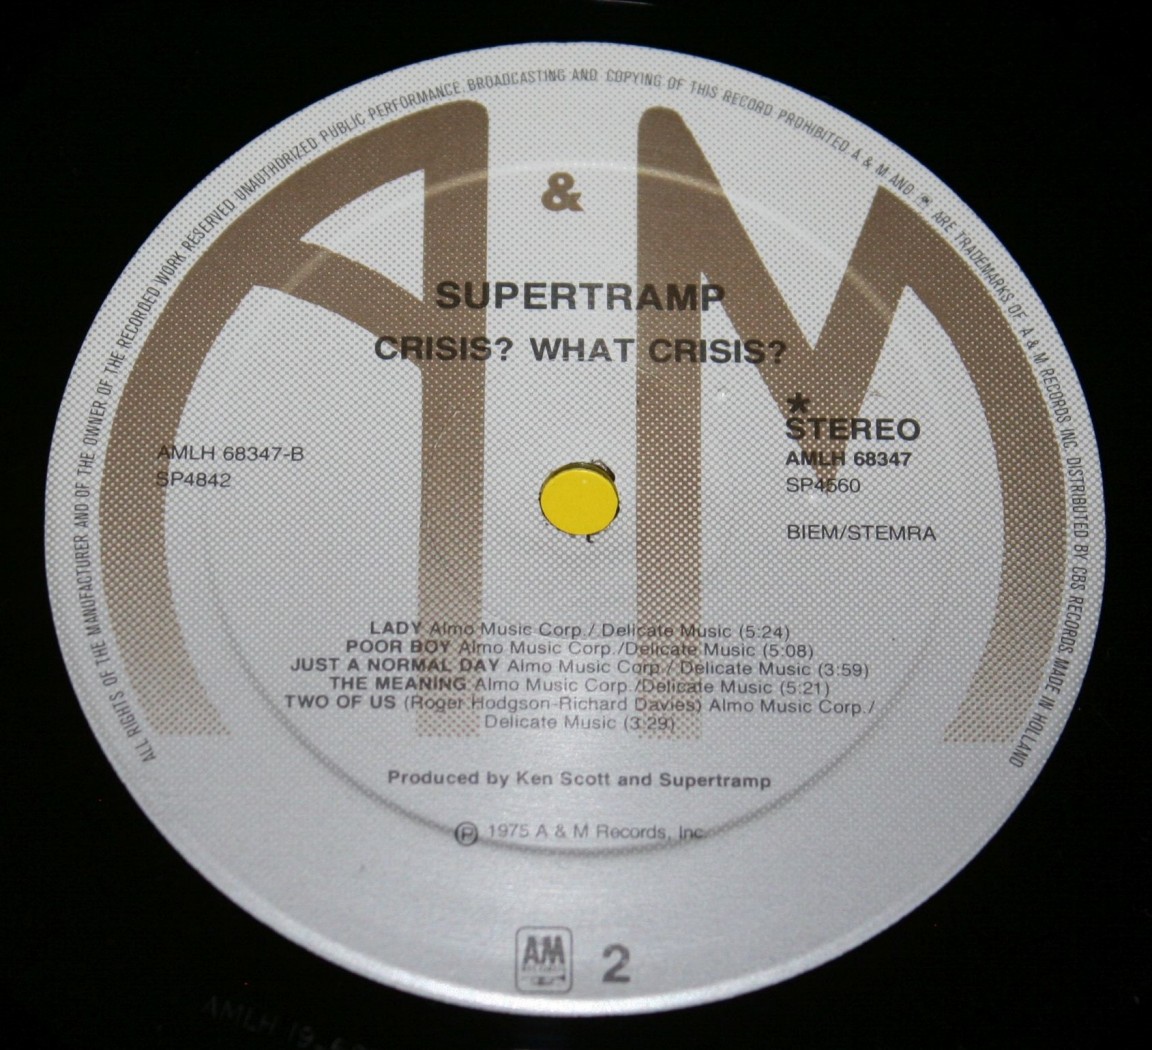 ALL RIGHTS OF THE MANUFACTURER AND OF THE OWNER OF THE RECORDED WORK RESERVED UNAUTHORIZED PUBLIC PERFORMANCE, BROADCASTING AND COPYING OF THIS RECORD PROHIBITED A & M AND ARE TRADEMARKS OF A & M RECORDS INC. DISTRIBUTED BY CBS RECORDS MADE IN HOLLAND
A & M
SUPERTRAMP
CRISIS? WHAT CRISIS?
AMLH 68347-B
SP4842
*
STEREO
AMLH 68347
SP4560
BIEM/STEMRA
LADY Almo Music Corp./ Delicate Music (5:24)
POOR BOY Almo Music Corp./Delicate Music (5:08)
JUST A NORMAL DAY Almo Music Corp./ Delicate Music (3:59)
THE MEANING Almo Music Corp./Delicate Music (5:21)
TWO OF US (Roger Hodgson-Richard Davies) Almo Music Corp./
Delicate Music (3:29)
Produced by Ken Scott and Supertramp
℗ 1975 A & M Records, Inc.
AM
RECORDS
2